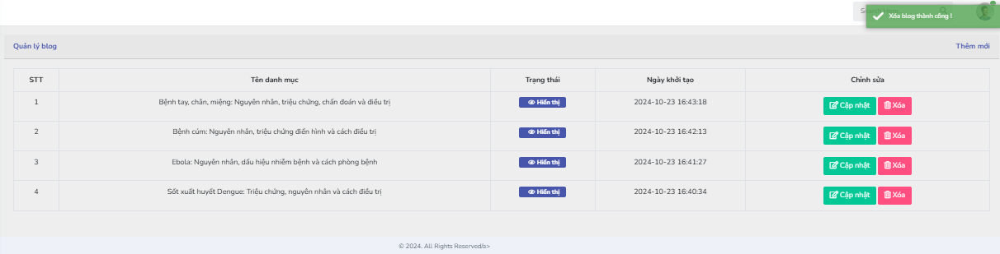 Xóa blog thành công !
Quản lý blog Thêm mới
STT Tên danh mục Trạng thái Ngày khởi tạo Chỉnh sửa
1 Bệnh tay, chân, miệng: Nguyên nhân, triệu chứng, chẩn đoán và điều trị Hiển thị 2024-10-23 16:43:18 Cập nhật Xóa
2 Bệnh cúm: Nguyên nhân, triệu chứng điển hình và cách điều trị Hiển thị 2024-10-23 16:42:13 Cập nhật Xóa
3 Ebola: Nguyên nhân, dấu hiệu nhiễm bệnh và cách phòng bệnh Hiển thị 2024-10-23 16:41:27 Cập nhật Xóa
4 Sốt xuất huyết Dengue: Triệu chứng, nguyên nhân và cách điều trị Hiển thị 2024-10-23 16:40:34 Cập nhật Xóa
© 2024. All Rights Reserved/a>